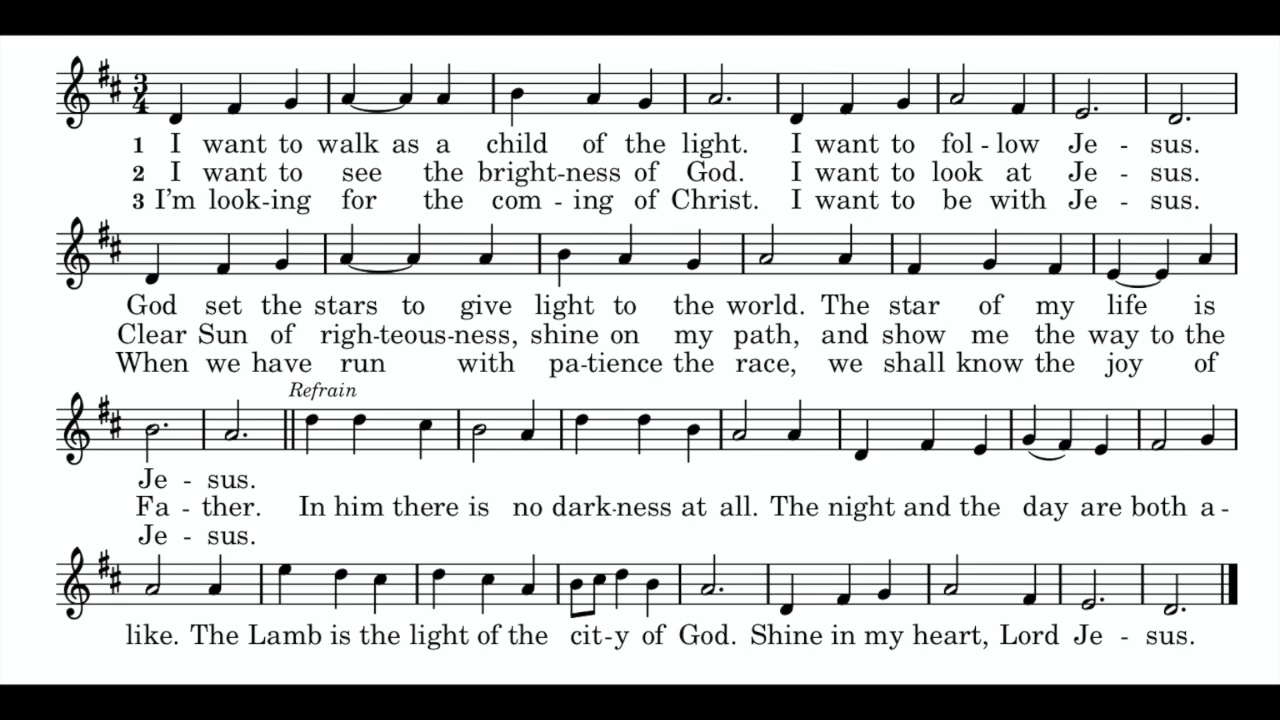 1 I want to walk as a child of the light. I want to fol - low Je - sus.
2 I want to see the bright-ness of God. I want to look at Je - sus.
3 I'm look-ing for the com - ing of Christ. I want to be with Je - sus.
God set the stars to give light to the world. The star of my life is
Clear Sun of righ-teous-ness, shine on my path, and show me the way to the
When we have run with pa-tience the race, we shall know the joy of
Refrain
Je - sus.
Fa - ther. In him there is no dark-ness at all. The night and the day are both a -
Je - sus.
like. The Lamb is the light of the cit-y of God. Shine in my heart, Lord Je - sus.